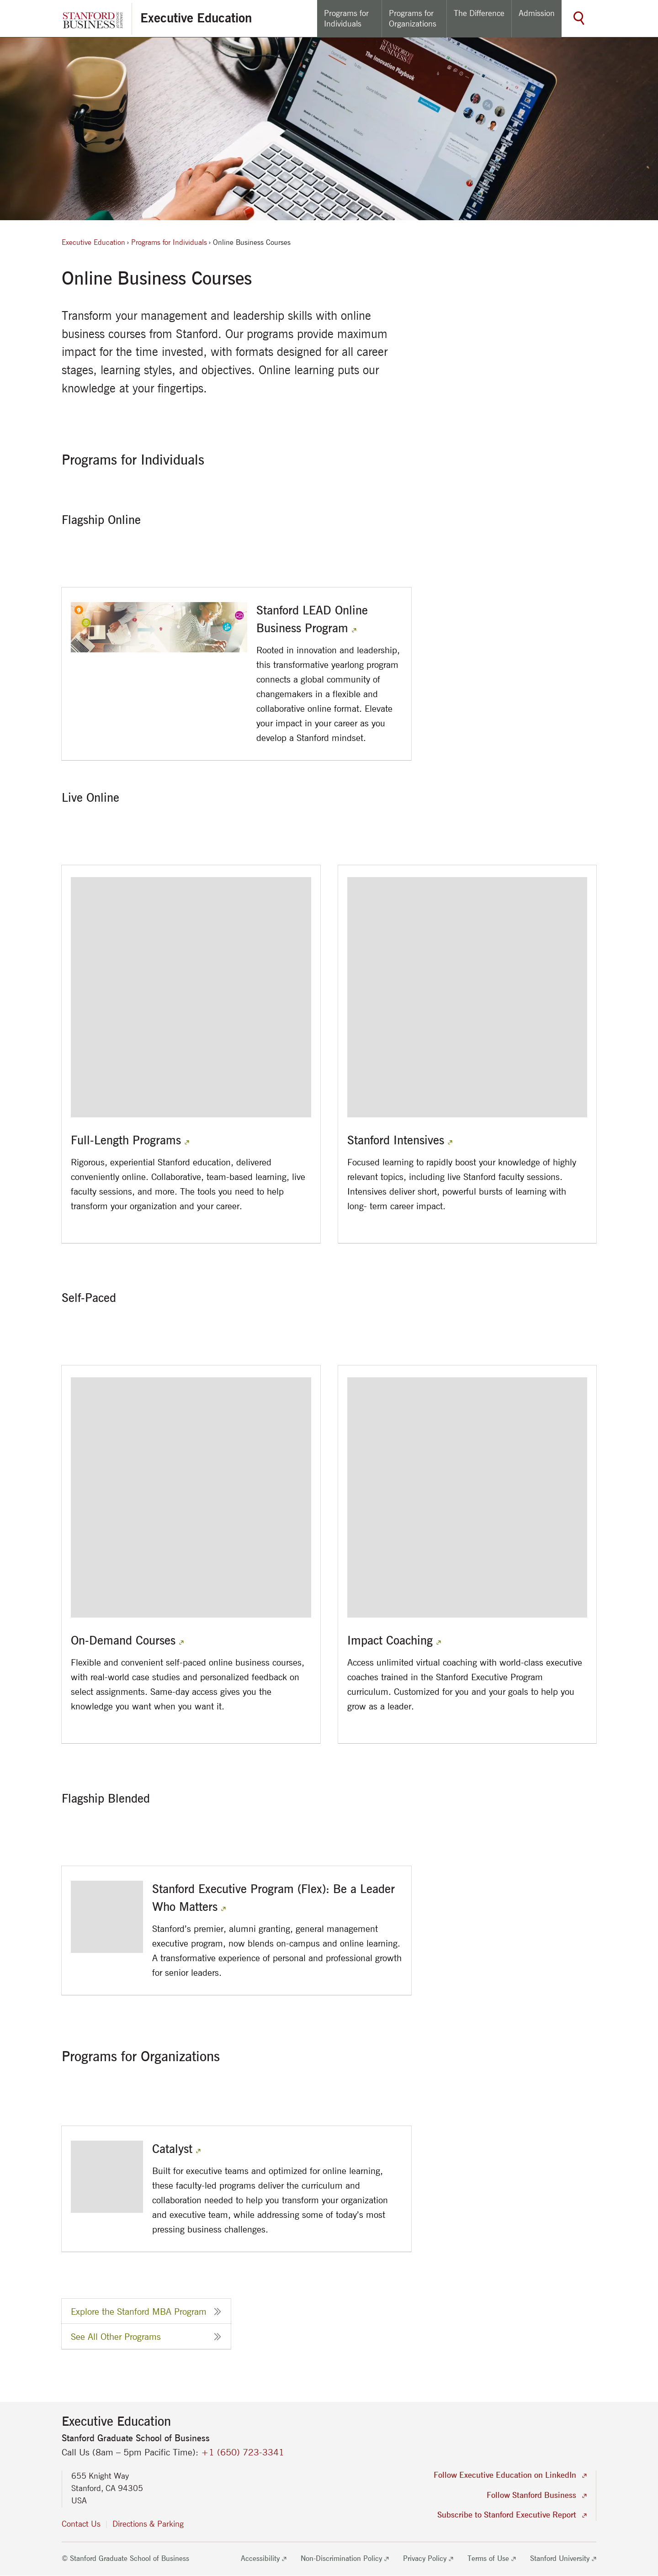 STANFORD
BUSINESS
Executive Education
Programs for
Individuals
Programs for
Organizations
The Difference
Admission
STANFORD
BUSINESS
The Innovation Playbook
Executive Education › Programs for Individuals › Online Business Courses
Online Business Courses
Transform your management and leadership skills with online
business courses from Stanford. Our programs provide maximum
impact for the time invested, with formats designed for all career
stages, learning styles, and objectives. Online learning puts our
knowledge at your fingertips.
Programs for Individuals
Flagship Online
Stanford LEAD Online
Business Program
Rooted in innovation and leadership,
this transformative yearlong program
connects a global community of
changemakers in a flexible and
collaborative online format. Elevate
your impact in your career as you
develop a Stanford mindset.
Live Online
Full-Length Programs
Rigorous, experiential Stanford education, delivered
conveniently online. Collaborative, team-based learning, live
faculty sessions, and more. The tools you need to help
transform your organization and your career.
Stanford Intensives
Focused learning to rapidly boost your knowledge of highly
relevant topics, including live Stanford faculty sessions.
Intensives deliver short, powerful bursts of learning with
long- term career impact.
Self-Paced
On-Demand Courses
Flexible and convenient self-paced online business courses,
with real-world case studies and personalized feedback on
select assignments. Same-day access gives you the
knowledge you want when you want it.
Impact Coaching
Access unlimited virtual coaching with world-class executive
coaches trained in the Stanford Executive Program
curriculum. Customized for you and your goals to help you
grow as a leader.
Flagship Blended
Stanford Executive Program (Flex): Be a Leader
Who Matters
Stanford's premier, alumni granting, general management
executive program, now blends on-campus and online learning.
A transformative experience of personal and professional growth
for senior leaders.
Programs for Organizations
Catalyst
Built for executive teams and optimized for online learning,
these faculty-led programs deliver the curriculum and
collaboration needed to help you transform your organization
and executive team, while addressing some of today's most
pressing business challenges.
Explore the Stanford MBA Program
See All Other Programs
Executive Education
Stanford Graduate School of Business
Call Us (8am – 5pm Pacific Time): +1 (650) 723-3341
655 Knight Way
Stanford, CA 94305
USA
Contact Us
Directions & Parking
Follow Executive Education on LinkedIn
Follow Stanford Business
Subscribe to Stanford Executive Report
© Stanford Graduate School of Business
Accessibility
Non-Discrimination Policy
Privacy Policy
Terms of Use
Stanford University